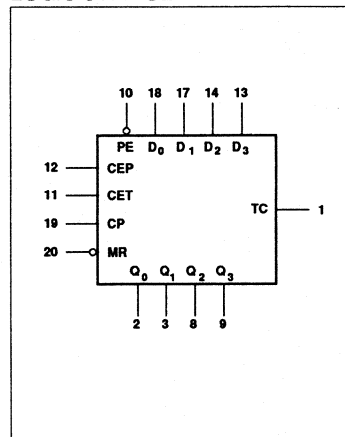 10 18 17 14 13
PE D0 D1 D2 D3
12 CEP
11 CET
TC 1
19 CP
20 MR
Q0 Q1 Q2 Q3
2 3 8 9